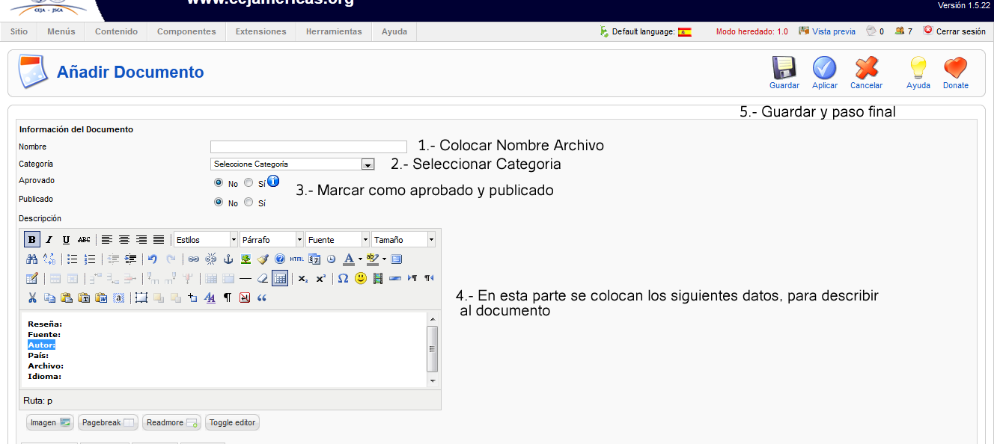 www.cejamericas.org
CEJA - JSCA
Versión 1.5.22
Sitio Menús Contenido Componentes Extensiones Herramientas Ayuda Default language: Modo heredado: 1.0 Vista previa 0 7 Cerrar sesión
Añadir Documento
Guardar Aplicar Cancelar Ayuda Donate
5.- Guardar y paso final
Información del Documento
Nombre 1.- Colocar Nombre Archivo
Categoría Seleccione Categoría 2.- Seleccionar Categoria
Aprovado No Sí
3.- Marcar como aprobado y publicado
Publicado No Sí
Descripción
B I U ABC Estilos Párrafo Fuente Tamaño
HTML
4.- En esta parte se colocan los siguientes datos, para describir
al documento
Reseña:
Fuente:
Autor:
País:
Archivo:
Idioma:
Ruta: p
Imagen Pagebreak Readmore Toggle editor